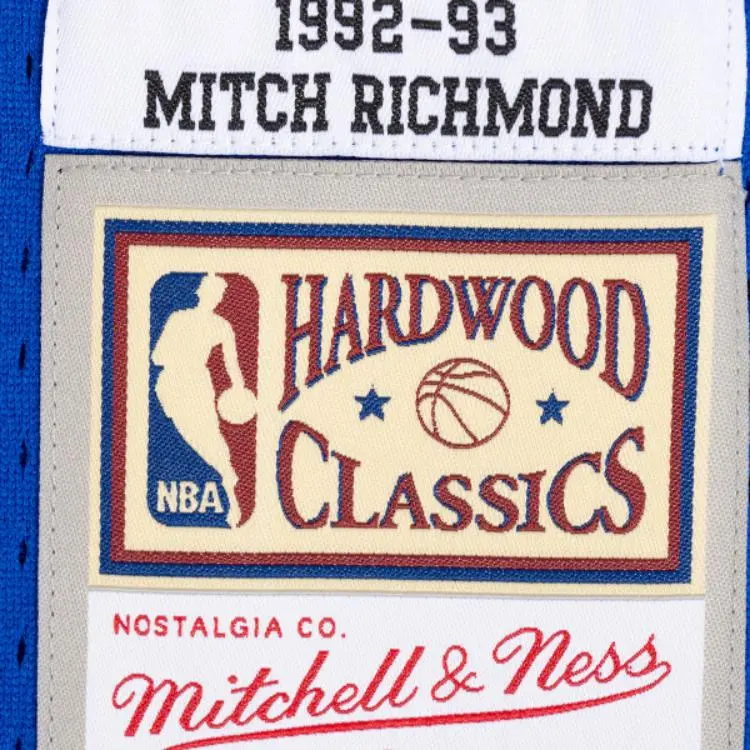 1992-93
MITCH RICHMOND
HARDWOOD
CLASSICS
NBA
NOSTALGIA CO.
Mitchell & Ness